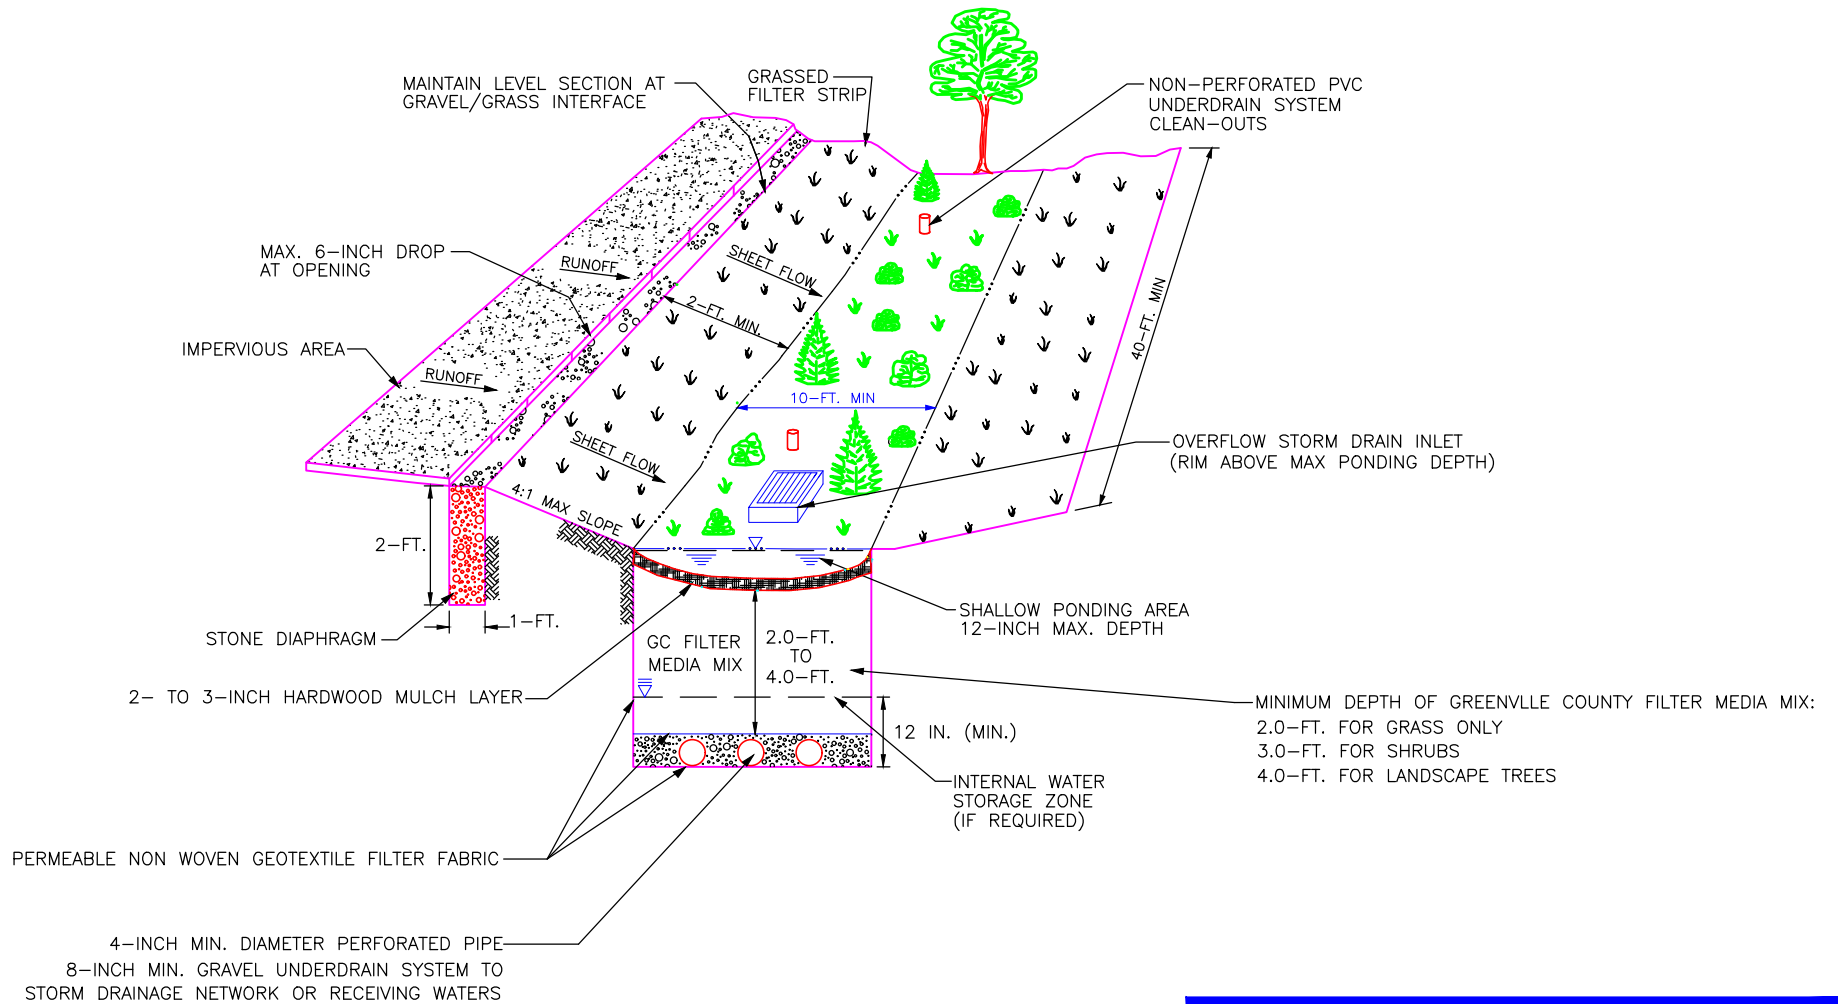 MAINTAIN LEVEL SECTION AT
GRAVEL/GRASS INTERFACE
GRASSED
FILTER STRIP
NON-PERFORATED PVC
UNDERDRAIN SYSTEM
CLEAN-OUTS
MAX. 6-INCH DROP
AT OPENING
RUNOFF
SHEET FLOW
2-FT. MIN.
40-FT. MIN
IMPERVIOUS AREA
RUNOFF
10-FT. MIN
SHEET FLOW
OVERFLOW STORM DRAIN INLET
(RIM ABOVE MAX PONDING DEPTH)
4:1 MAX SLOPE
2-FT.
1-FT.
STONE DIAPHRAGM
SHALLOW PONDING AREA
12-INCH MAX. DEPTH
GC FILTER
MEDIA MIX
2.0-FT.
TO
4.0-FT.
2- TO 3-INCH HARDWOOD MULCH LAYER
12 IN. (MIN.)
MINIMUM DEPTH OF GREENVLLE COUNTY FILTER MEDIA MIX:
2.0-FT. FOR GRASS ONLY
3.0-FT. FOR SHRUBS
4.0-FT. FOR LANDSCAPE TREES
INTERNAL WATER
STORAGE ZONE
(IF REQUIRED)
PERMEABLE NON WOVEN GEOTEXTILE FILTER FABRIC
4-INCH MIN. DIAMETER PERFORATED PIPE
8-INCH MIN. GRAVEL UNDERDRAIN SYSTEM TO
STORM DRAINAGE NETWORK OR RECEIVING WATERS